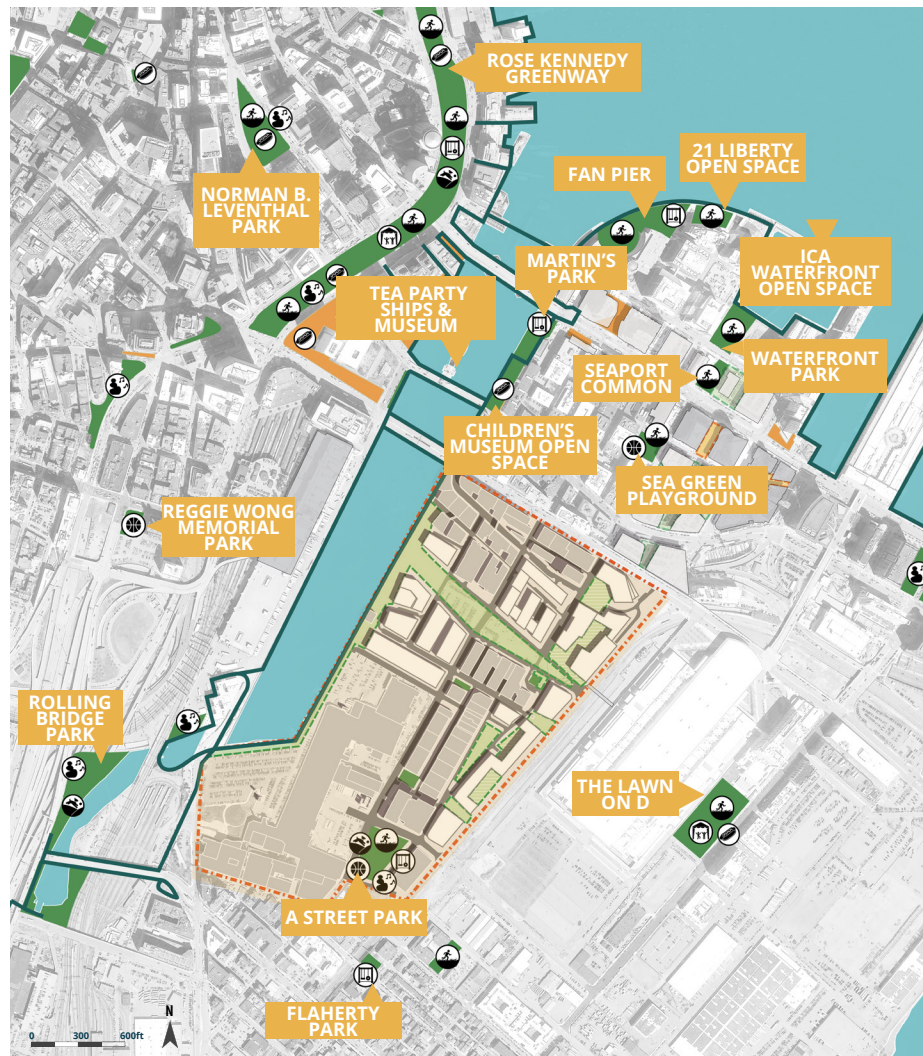 ROSE KENNEDY
GREENWAY
21 LIBERTY
OPEN SPACE
FAN PIER
NORMAN B.
LEVENTHAL
PARK
ICA
WATERFRONT
OPEN SPACE
MARTIN'S
PARK
TEA PARTY
SHIPS &
MUSEUM
WATERFRONT
PARK
SEAPORT
COMMON
CHILDREN'S
MUSEUM OPEN
SPACE
SEA GREEN
PLAYGROUND
REGGIE WONG
MEMORIAL
PARK
ROLLING
BRIDGE
PARK
THE LAWN
ON D
A STREET PARK
FLAHERTY
PARK
N
0 300 600ft